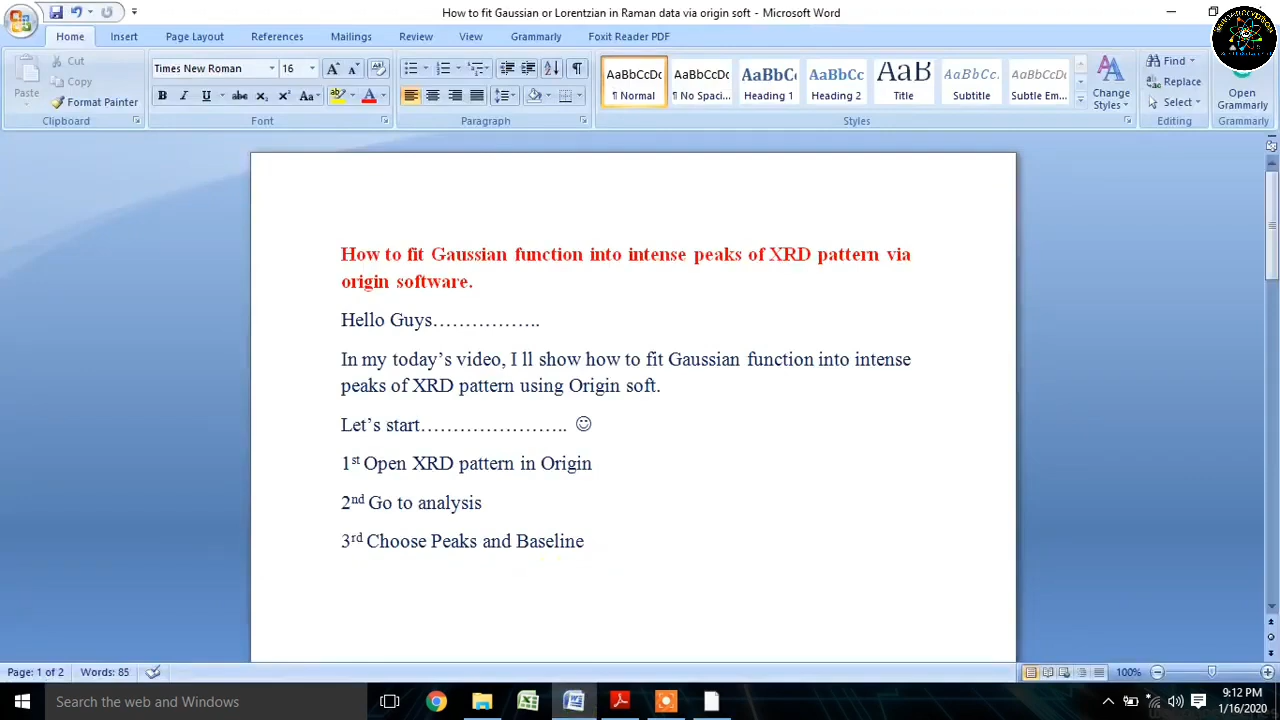 How to fit Gaussian or Lorentzian in Raman data via origin soft - Microsoft Word
Home Insert Page Layout References Mailings Review View Grammarly Foxit Reader PDF
Paste
Cut
Copy
Format Painter
Clipboard
Times New Roman 16
B I U abc x₂ x² Aa
Font
Paragraph
AaBbCcDc AaBbCcDc AaBbCc AaBbCc AaB AaBbCc. AaBbCcDc
¶ Normal ¶ No Spaci... Heading 1 Heading 2 Title Subtitle Subtle Em...
Change Styles
Styles
Find
Replace
Select
Editing
Open Grammarly
Grammarly
How to fit Gaussian function into intense peaks of XRD pattern via
origin software.
Hello Guys……………..
In my today’s video, I ll show how to fit Gaussian function into intense
peaks of XRD pattern using Origin soft.
Let’s start………………….. ☺
1st Open XRD pattern in Origin
2nd Go to analysis
3rd Choose Peaks and Baseline
Page: 1 of 2 Words: 85 100%
Search the web and Windows
9:12 PM
1/16/2020